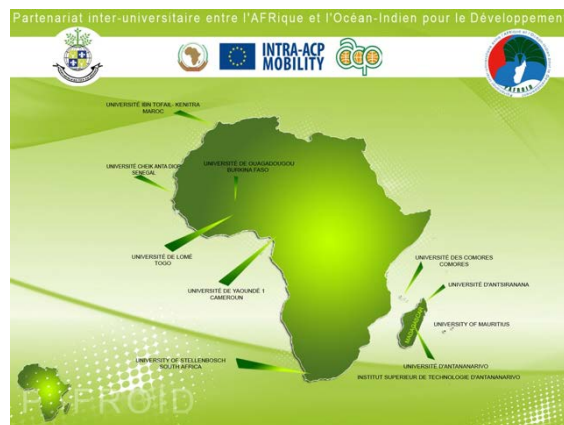 Partenariat inter-universitaire entre l'AFRique et l'Océan-Indien pour le Développemen
INTRA-ACP
MOBILITY
acp
UNIVERSITÉ IBN TOFAIL- KENITRA
MAROC
UNIVERSITÉ CHEIK ANTA DIOP
SENEGAL
UNIVERSITÉ DE OUAGADOUGOU
BURKINA FASO
UNIVERSITÉ DE LOMÉ
TOGO
UNIVERSITÉ DES COMORES
COMORES
UNIVERSITÉ D'ANTSIRANANA
UNIVERSITÉ DE YAOUNDÉ 1
CAMEROUN
MADAGASCAR
UNIVERSITY OF MAURITIUS
UNIVERSITY OF STELLENBOSCH
SOUTH AFRICA
UNIVERSITÉ D'ANTANANARIVO
INSTITUT SUPERIEUR DE TECHNOLOGIE D'ANTANANARIVO
PAFROID